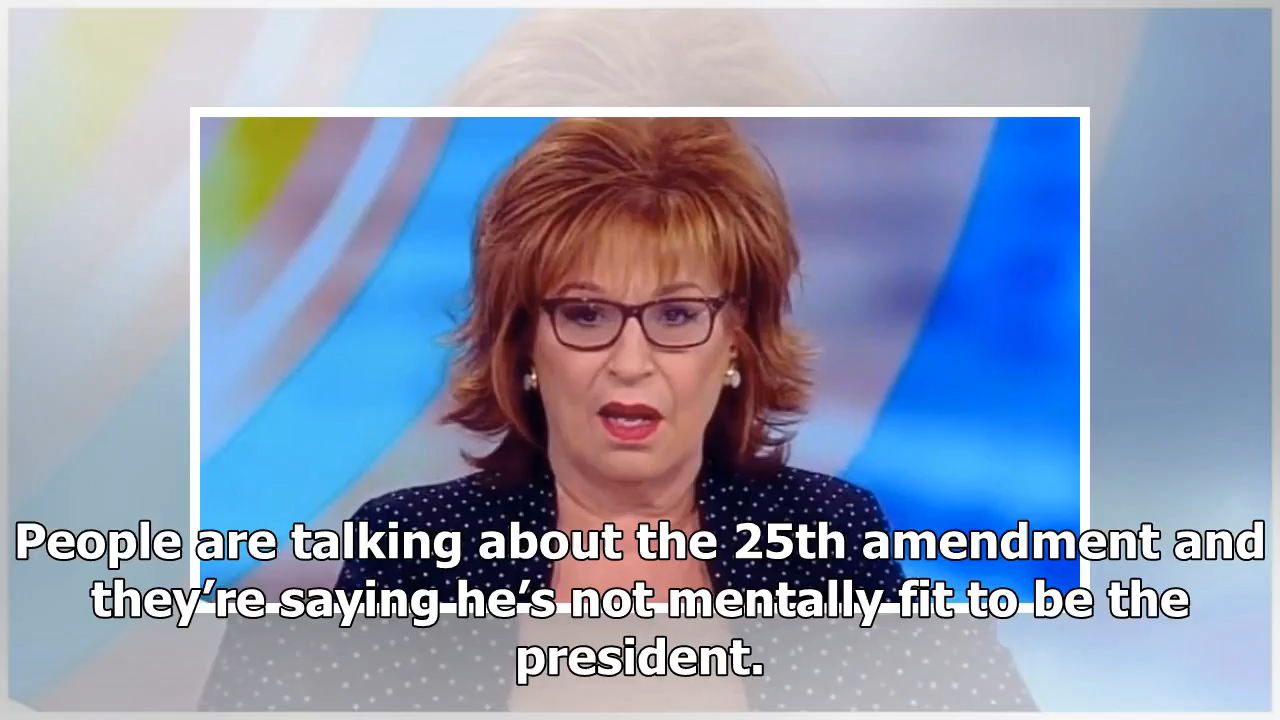 People are talking about the 25th amendment and
they’re saying he’s not mentally fit to be the
president.